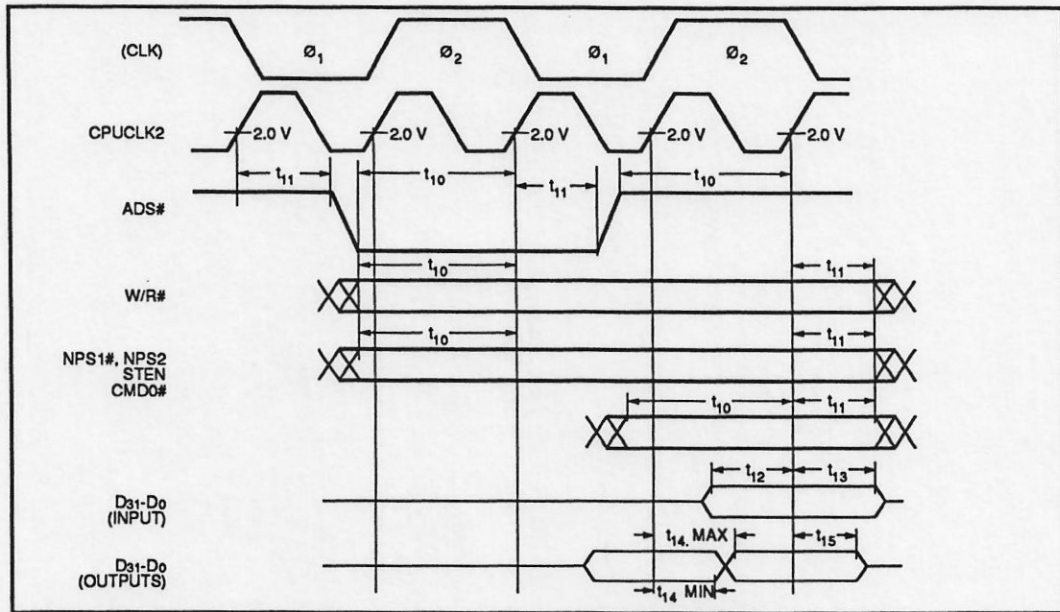 (CLK) Ø1 Ø2 Ø1 Ø2
CPUCLK2 2.0 V 2.0 V 2.0 V 2.0 V 2.0 V
t11 t10 t11 t10
ADS#
t10 t11
W/R#
t10 t11
NPS1#, NPS2
STEN
CMD0#
t10 t11
t12 t13
D31-D0
(INPUT)
t14, MAX t15
D31-D0
(OUTPUTS)
t14 MIN